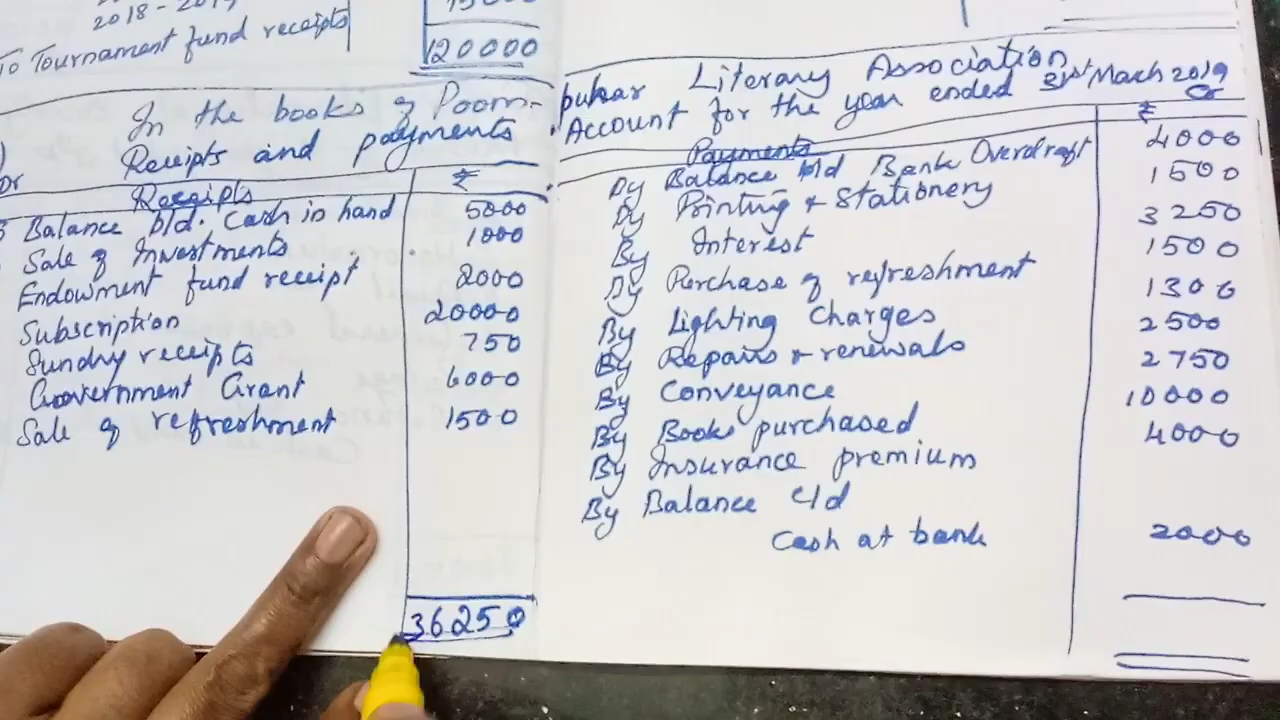 2018-2019
15000
To Tournament fund receipts
120000
In the books of Poompuhar Literary Association
Receipts and payments Account for the year ended 31st March 2019
Dr
Cr
Receipts ₹
Balance b/d. Cash in hand 5000
Sale of Investments 1000
Endowment fund receipt 2000
Subscription 20000
Sundry receipts 750
Government Grant 6000
Sale of refreshment 1500
36250
Payments ₹
By Balance b/d Bank Overdraft 4000
By Printing & Stationery 1500
By Interest 3250
By Purchase of refreshment 1500
By Lighting Charges 1300
By Repairs & renewals 2500
By Conveyance 2750
By Books purchased 10000
By Insurance premium 4000
By Balance c/d
Cash at bank 2000